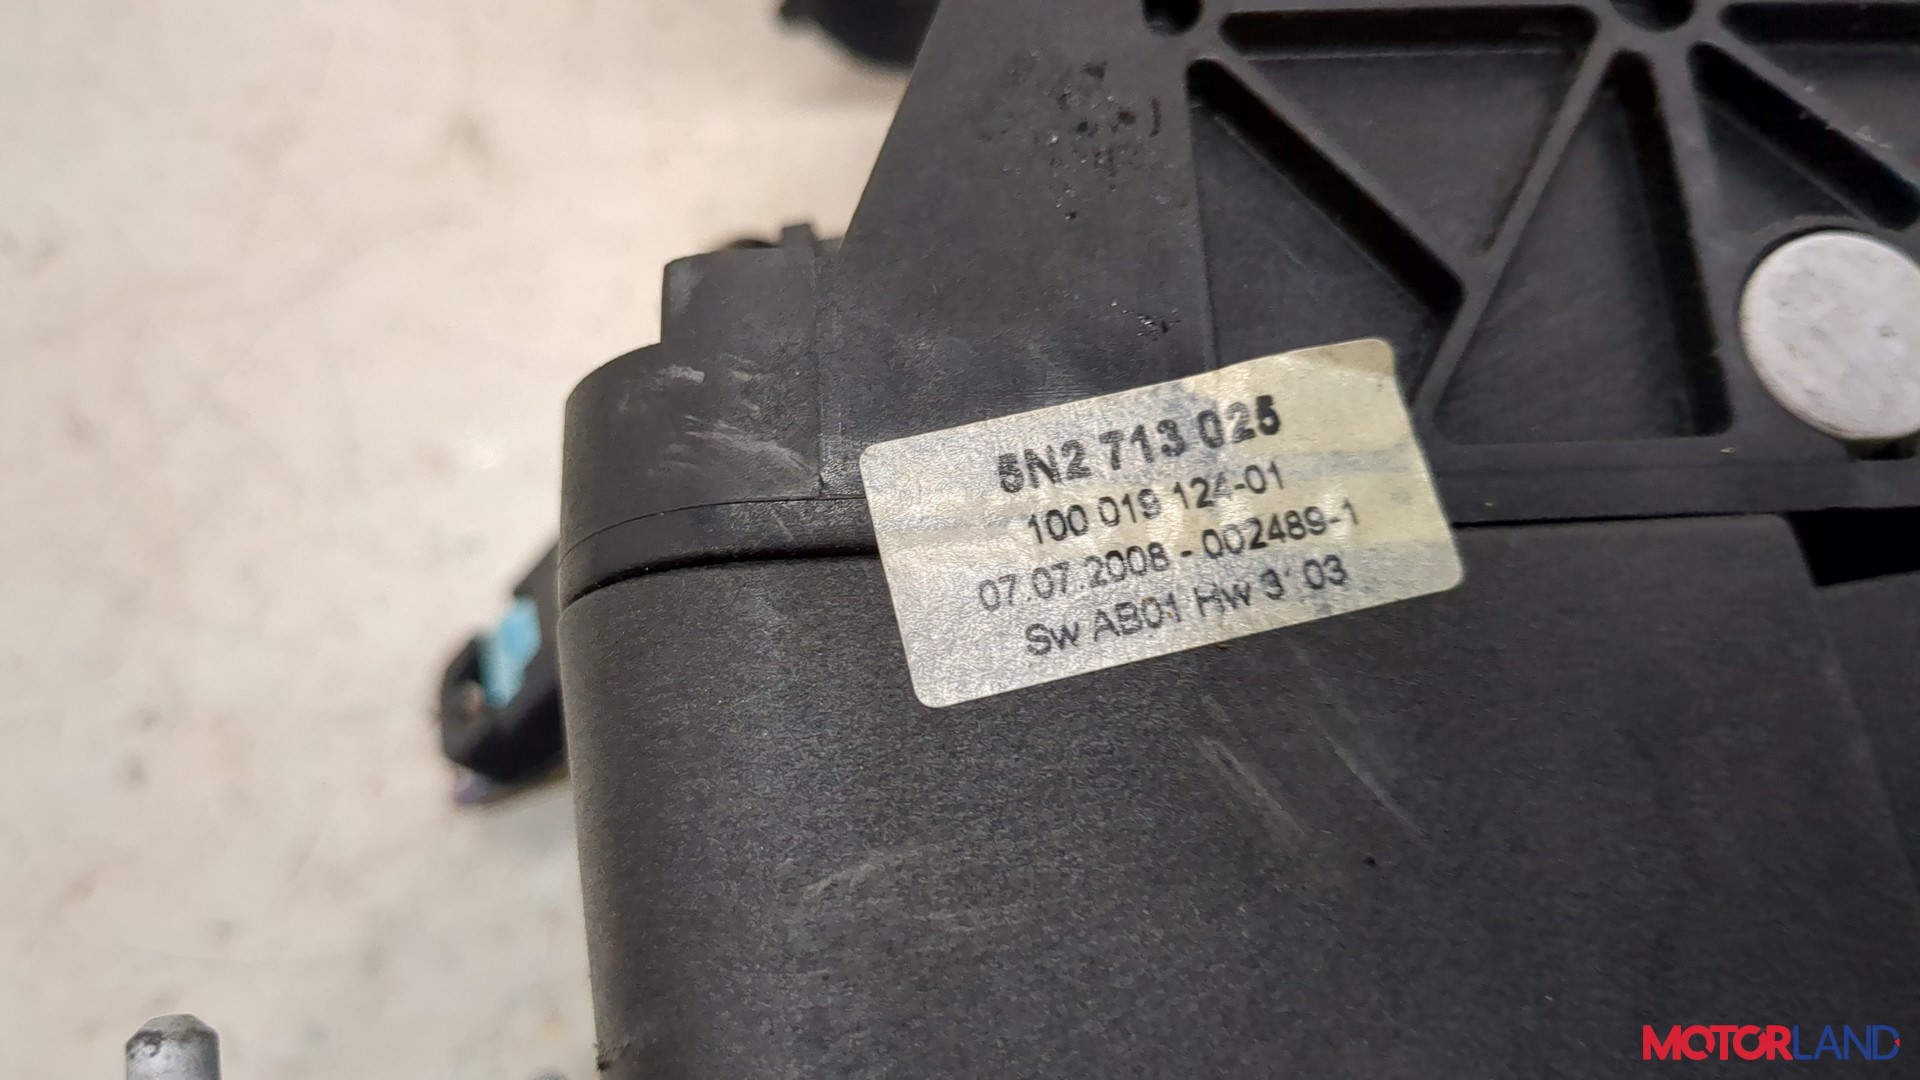 5N2 713 025
100 019 124-01
07.07.2008 - 002489-1
Sw AB01 Hw 3' 03
MOTORLAND